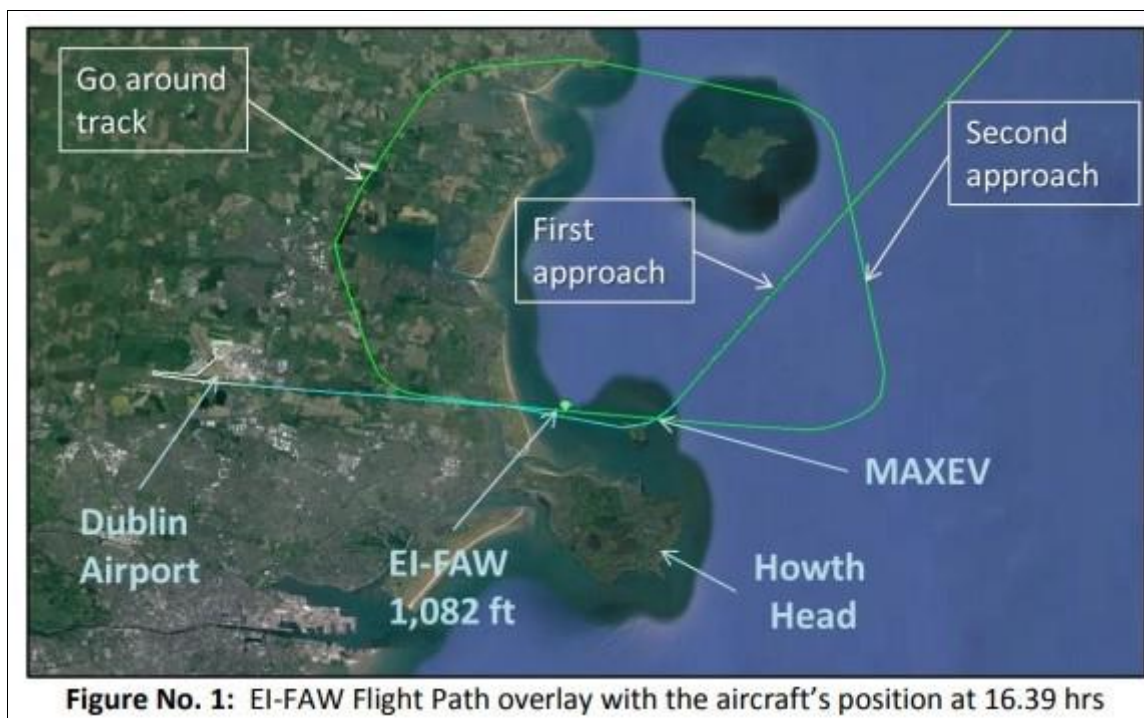 Go around
track
Second
approach
First
approach
MAXEV
Dublin
Airport
EI-FAW
1,082 ft
Howth
Head
Figure No. 1: EI-FAW Flight Path overlay with the aircraft's position at 16.39 hrs